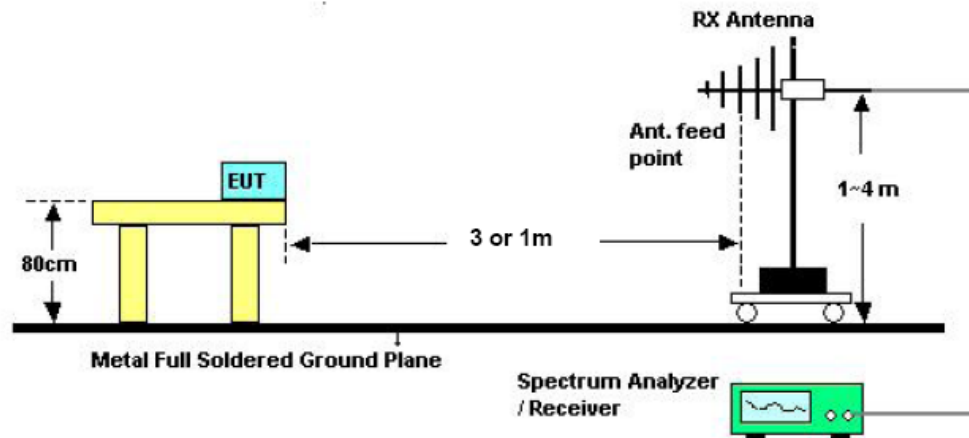 RX Antenna
Ant. feed
point
EUT
1~4 m
3 or 1m
80cm
Metal Full Soldered Ground Plane
Spectrum Analyzer
/ Receiver